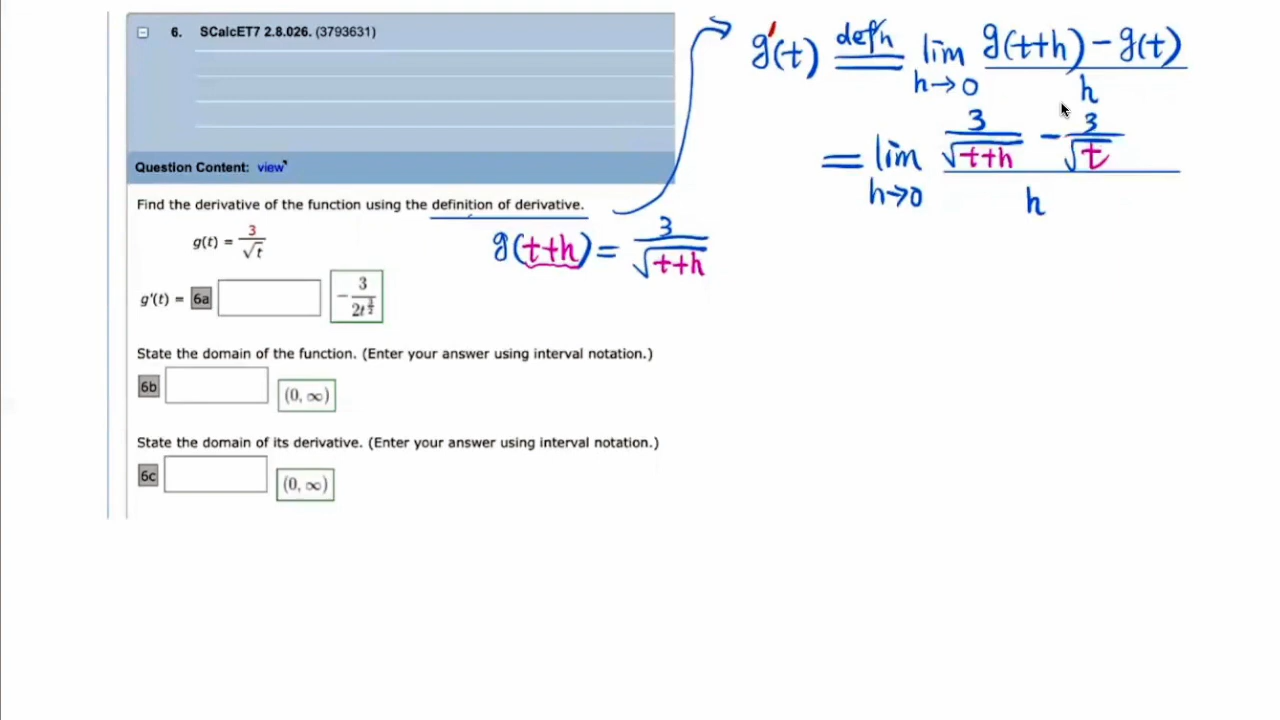 6. SCalcET7 2.8.026. (3793631)
Question Content: view
Find the derivative of the function using the definition of derivative.
g(t) = 3/√t
g'(t) = 6a -3/(2t^(3/2))
State the domain of the function. (Enter your answer using interval notation.)
6b (0, ∞)
State the domain of its derivative. (Enter your answer using interval notation.)
6c (0, ∞)
g(t+h) = 3/√(t+h)
g'(t) defn = lim h→0 (g(t+h) - g(t))/h
= lim h→0 (3/√(t+h) - 3/√t)/h